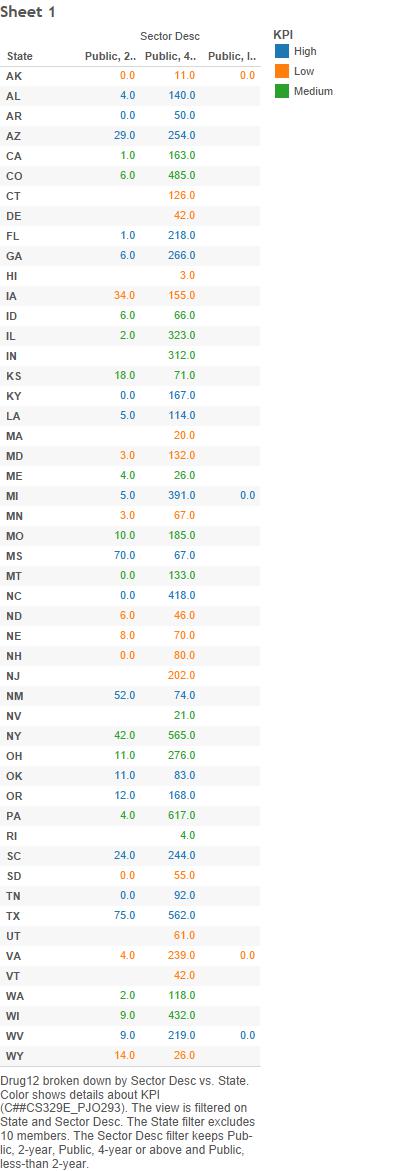 Sheet 1
Sector Desc
KPI
State Public, 2.. Public, 4.. Public, l..
High
Low
Medium
AK 0.0 11.0 0.0
AL 4.0 140.0
AR 0.0 50.0
AZ 29.0 254.0
CA 1.0 163.0
CO 6.0 485.0
CT 126.0
DE 42.0
FL 1.0 218.0
GA 6.0 266.0
HI 3.0
IA 34.0 155.0
ID 6.0 66.0
IL 2.0 323.0
IN 312.0
KS 18.0 71.0
KY 0.0 167.0
LA 5.0 114.0
MA 20.0
MD 3.0 132.0
ME 4.0 26.0
MI 5.0 391.0 0.0
MN 3.0 67.0
MO 10.0 185.0
MS 70.0 67.0
MT 0.0 133.0
NC 0.0 418.0
ND 6.0 46.0
NE 8.0 70.0
NH 0.0 80.0
NJ 202.0
NM 52.0 74.0
NV 21.0
NY 42.0 565.0
OH 11.0 276.0
OK 11.0 83.0
OR 12.0 168.0
PA 4.0 617.0
RI 4.0
SC 24.0 244.0
SD 0.0 55.0
TN 0.0 92.0
TX 75.0 562.0
UT 61.0
VA 4.0 239.0 0.0
VT 42.0
WA 2.0 118.0
WI 9.0 432.0
WV 9.0 219.0 0.0
WY 14.0 26.0
Drug12 broken down by Sector Desc vs. State.
Color shows details about KPI
(C##CS329E_PJO293). The view is filtered on
State and Sector Desc. The State filter excludes
10 members. The Sector Desc filter keeps Pub-
lic, 2-year, Public, 4-year or above and Public,
less-than 2-year.